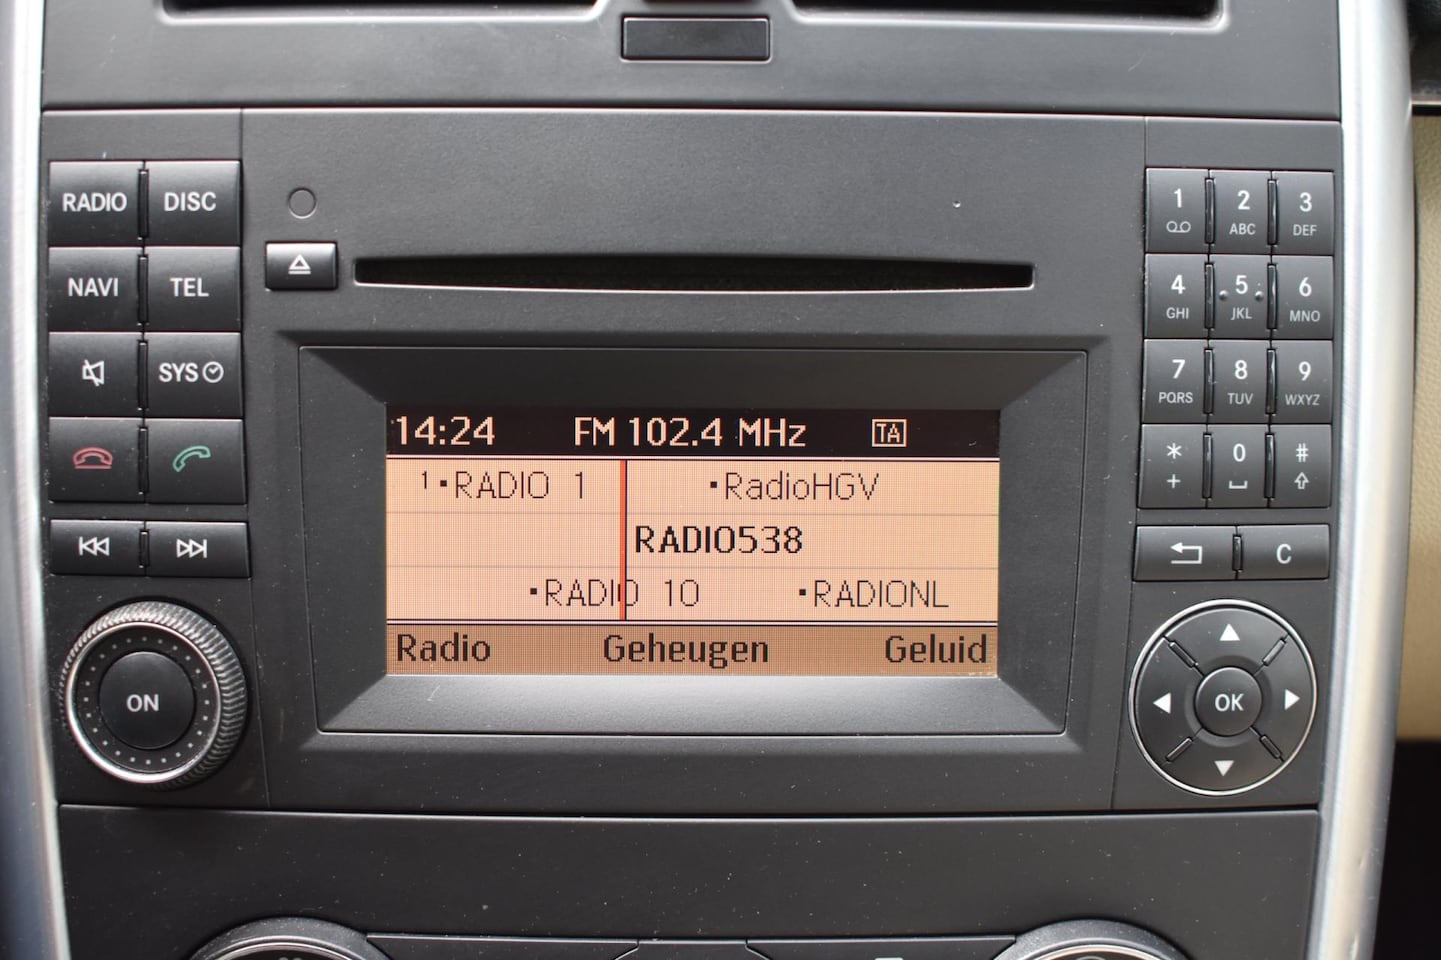 RADIO DISC
NAVI TEL
SYS
ON
14:24 FM 102.4 MHz TA
1 · RADIO 1 · RadioHGV
RADIO538
· RADIO 10 · RADIONL
Radio Geheugen Geluid
1 2 3
ABC DEF
4 5 6
GHI JKL MNO
7 8 9
PQRS TUV WXYZ
* 0 #
+
C
OK